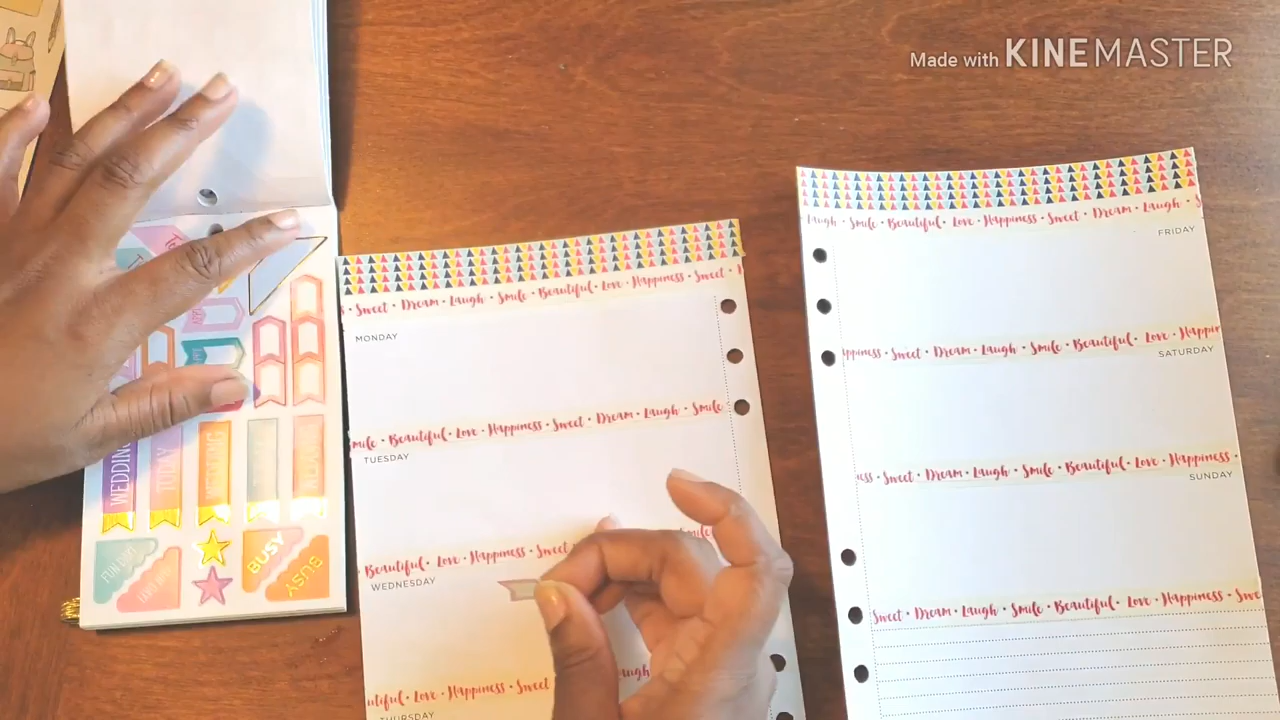 Made with KINEMASTER
· Sweet · Dream · Laugh · Smile · Beautiful · Love · Happiness · Sweet ·
MONDAY
Smile · Beautiful · Love · Happiness · Sweet · Dream · Laugh · Smile
TUESDAY
· Beautiful · Love · Happiness · Sweet Smile
WEDNESDAY
Love · Happiness · Sweet Laugh
THURSDAY
Laugh · Smile · Beautiful · Love · Happiness · Sweet · Dream · Laugh ·
FRIDAY
· Sweet · Dream · Laugh · Smile · Beautiful · Love ·
SATURDAY
· Sweet · Dream · Laugh · Smile · Beautiful · Love · Happiness ·
SUNDAY
Sweet · Dream · Laugh · Smile · Beautiful · Love · Happiness ·
WEDDING
TODAY
BUSY
BUSY